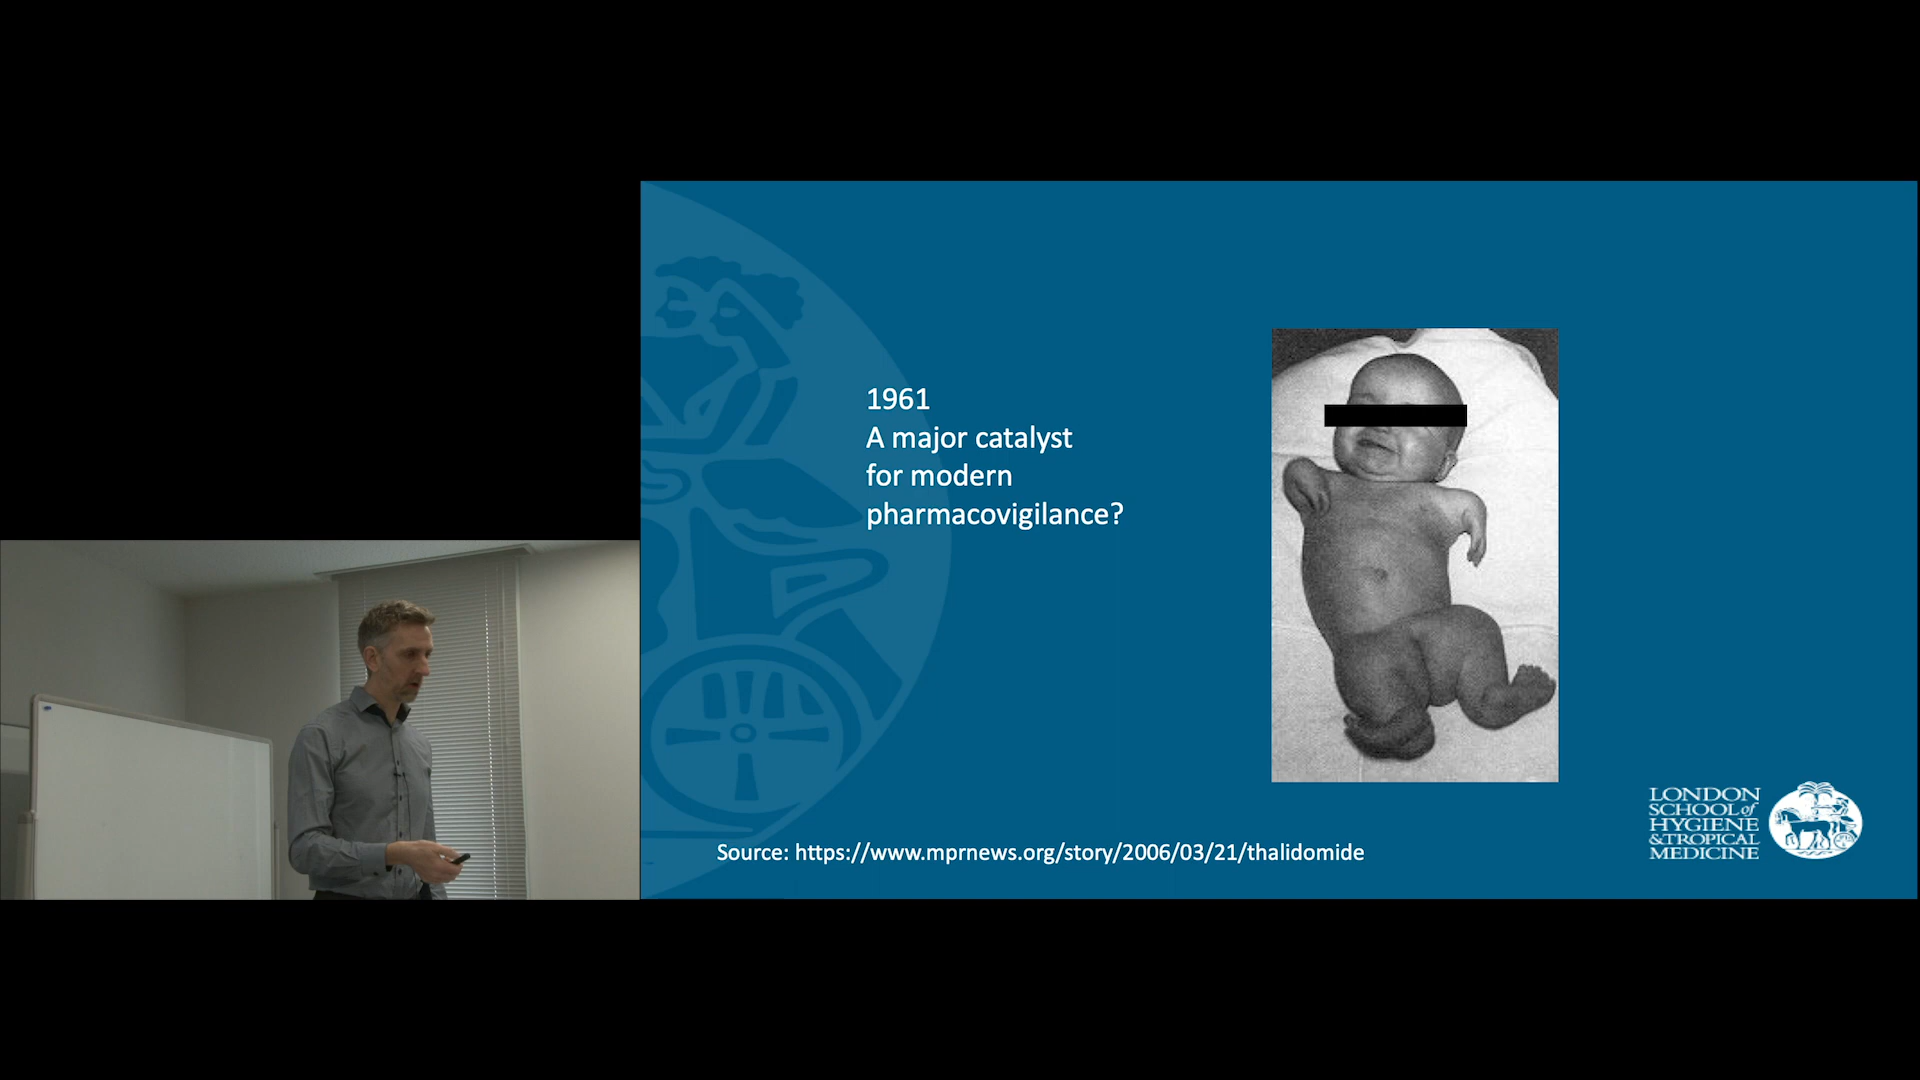 1961
A major catalyst
for modern
pharmacovigilance?
Source: https://www.mprnews.org/story/2006/03/21/thalidomide
LONDON
SCHOOL of
HYGIENE
& TROPICAL
MEDICINE